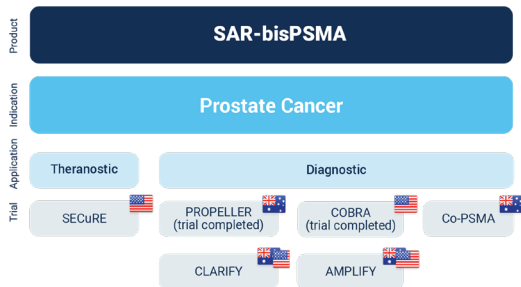 Product
SAR-bisPSMA
Indication
Prostate Cancer
Application
Theranostic
Diagnostic
Trial
SECuRE
PROPELLER
(trial completed)
COBRA
(trial completed)
Co-PSMA
CLARIFY
AMPLIFY